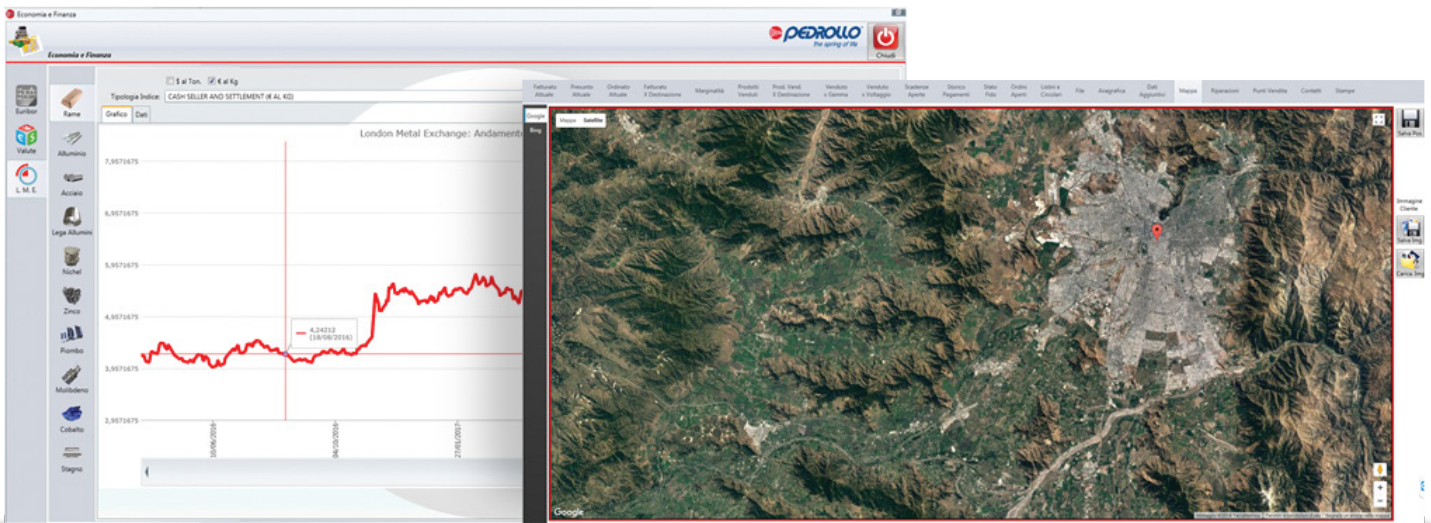 Economia e Finanza
PEDROLLO
the spring of life
Economia e Finanza
Chiudi
$ al Ton. € al Kg
Tipologia Indice: CASH SELLER AND SETTLEMENT (€ AL KG)
Grafico Dati
Euribor
Valute
L. M. E.
Rame
Alluminio
Acciaio
Lega Allumini
Nichel
Zinco
Piombo
Molibdeno
Cobalto
Stagno
London Metal Exchange: Andamento
7,9571675
6,9571675
5,9571675
4,9571675
3,9571675
2,9571675
4,24212
(18/08/2016)
10/06/2016
04/10/2016
27/01/2017
Fatturato Attuale
Presunto Attuale
Ordinato Attuale
Fatturato X Destinazione
Marginalità
Prodotti Venduti
Prod. Vend. X Destinazione
Venduto x Gamma
Venduto x Voltaggio
Scadenze Aperte
Storico Pagamenti
Stato Fido
Ordini Aperti
Listini e Circolari
File
Anagrafica
Dati Aggiuntivi
Mappa
Riparazioni
Punti Vendita
Contatti
Stampe
Google
Bing
Mappa Satellite
Salva Pos
Immagine
Cliente
Salva Img
Carica Img
Google